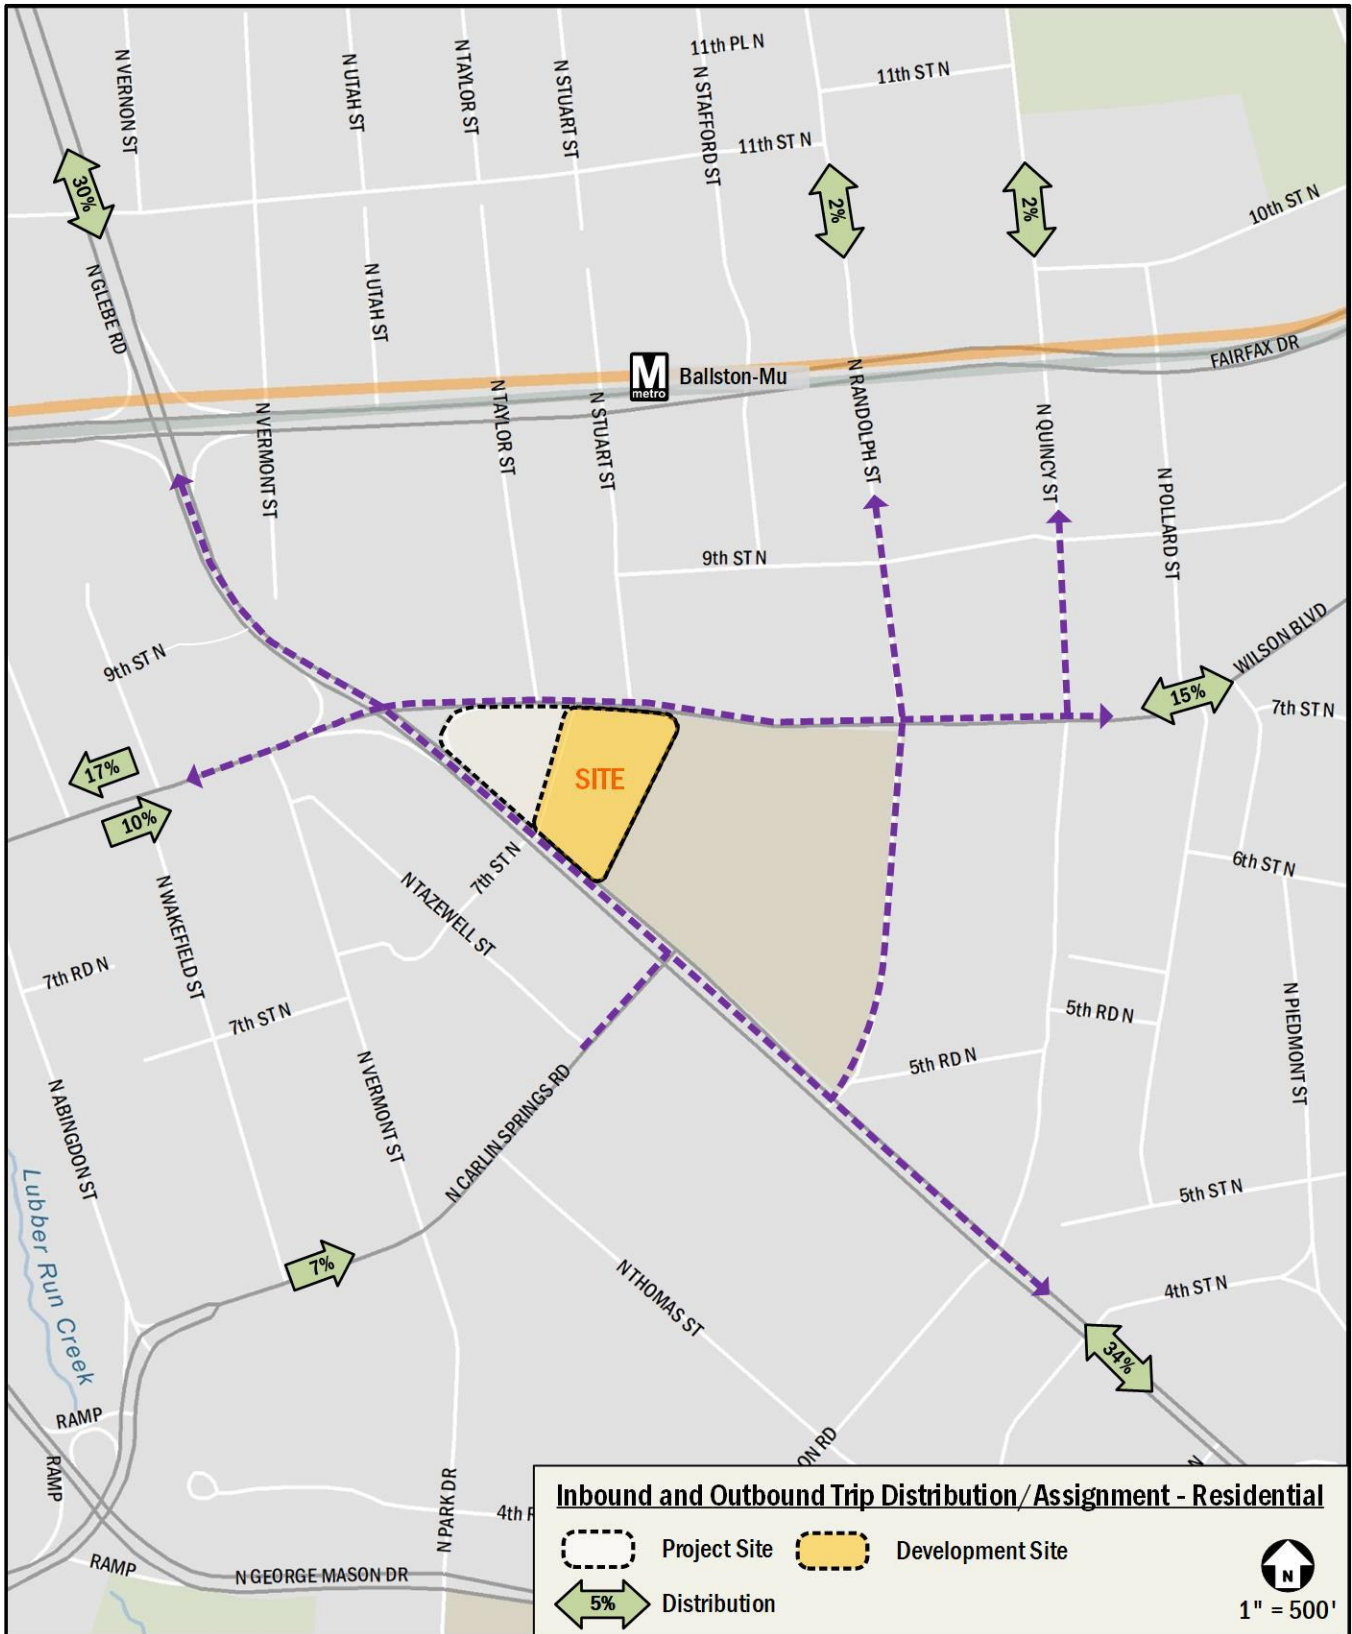 11th PL N
11th ST N
N VERNON ST
N UTAH ST
N TAYLOR ST
N STUART ST
N STAFFORD ST
11th ST N
30%
2%
2%
10th ST N
N GLEBE RD
N UTAH ST
FAIRFAX DR
M
metro
Ballston-Mu
N VERMONT ST
N TAYLOR ST
N STUART ST
N RANDOLPH ST
N QUINCY ST
N POLLARD ST
9th ST N
9th ST N
WILSON BLVD
15%
7th ST N
17%
10%
SITE
7th ST N
6th ST N
N TAZEWELL ST
N WAKEFIELD ST
7th RD N
7th ST N
5th RD N
N PIEDMONT ST
5th RD N
N ABINGDON ST
N VERMONT ST
N CARLIN SPRINGS RD
5th ST N
Lubber Run Creek
7%
N THOMAS ST
4th ST N
34%
RAMP
RAMP
ON RD
N
N PARK DR
4th R
RAMP
N GEORGE MASON DR
Inbound and Outbound Trip Distribution/Assignment - Residential
Project Site
Development Site
5%
Distribution
N
1" = 500'